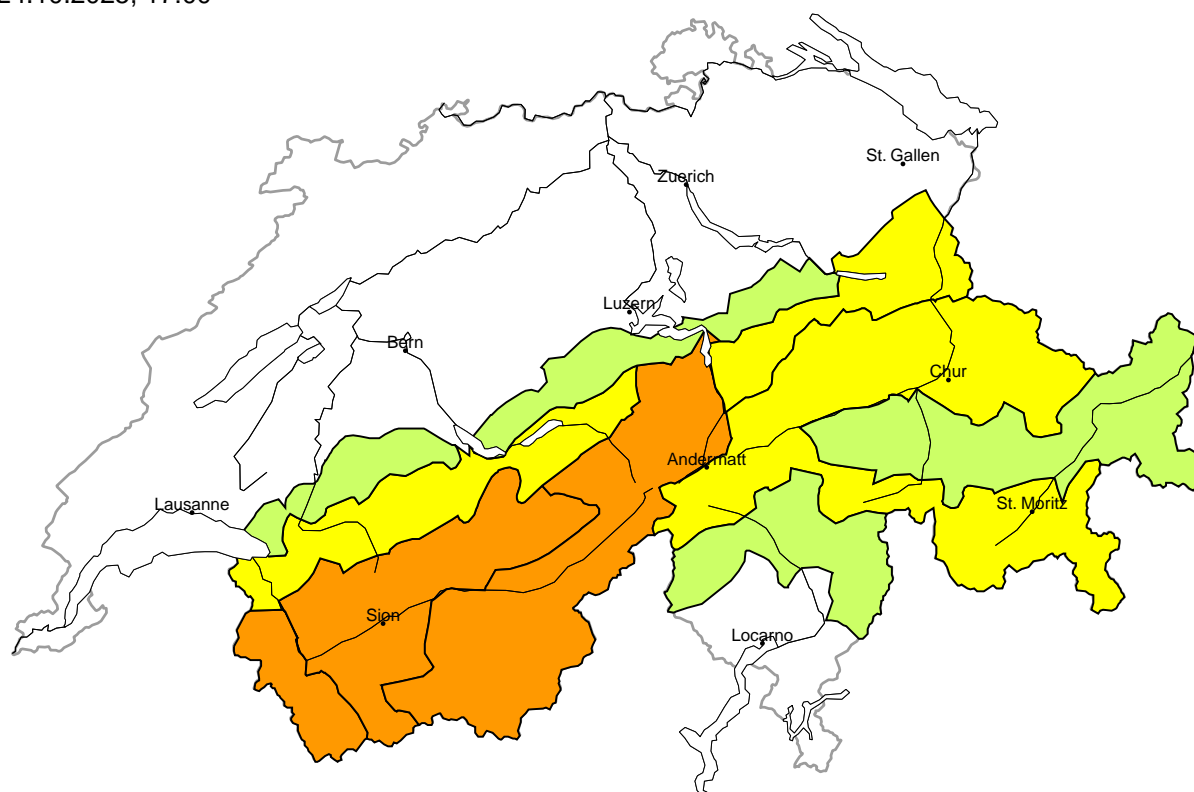 St. Gallen
Zuerich
Luzern
Bern
Chur
Andermatt
Lausanne
St. Moritz
Sion
Locarno